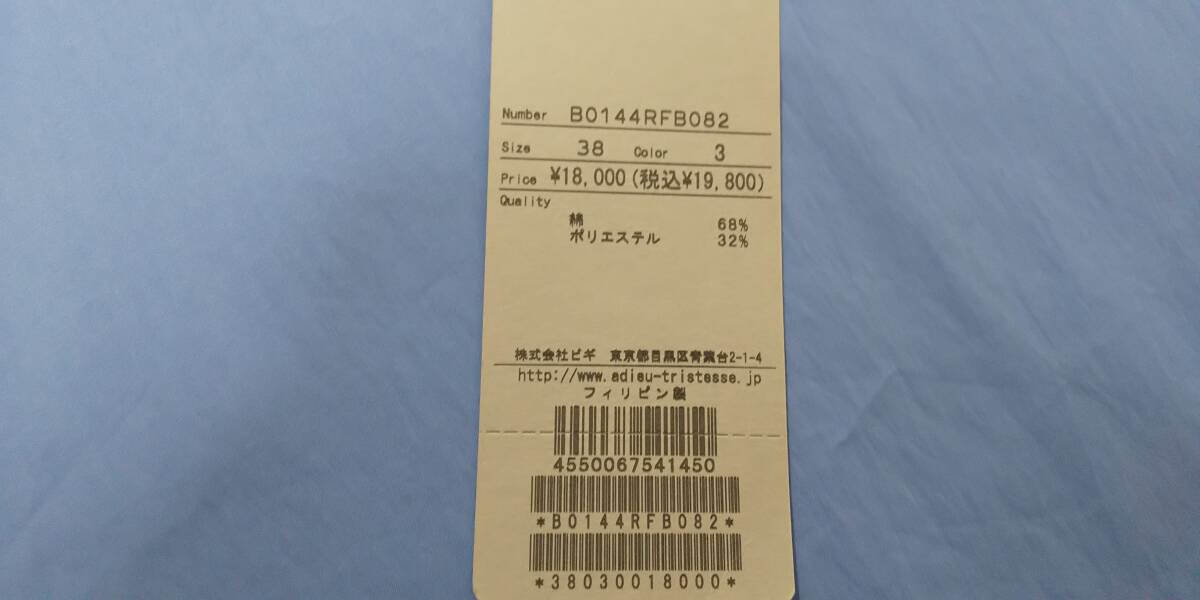 Number B0144RFB082
Size 38 Color 3
Price ¥18,000(税込¥19,800)
Quality
綿 68%
ポリエステル 32%
株式会社ビギ 東京都目黒区青葉台2-1-4
http://www.adieu-tristesse.jp
フィリピン製
4550067541450
*B0144RFB082*
*38030018000*